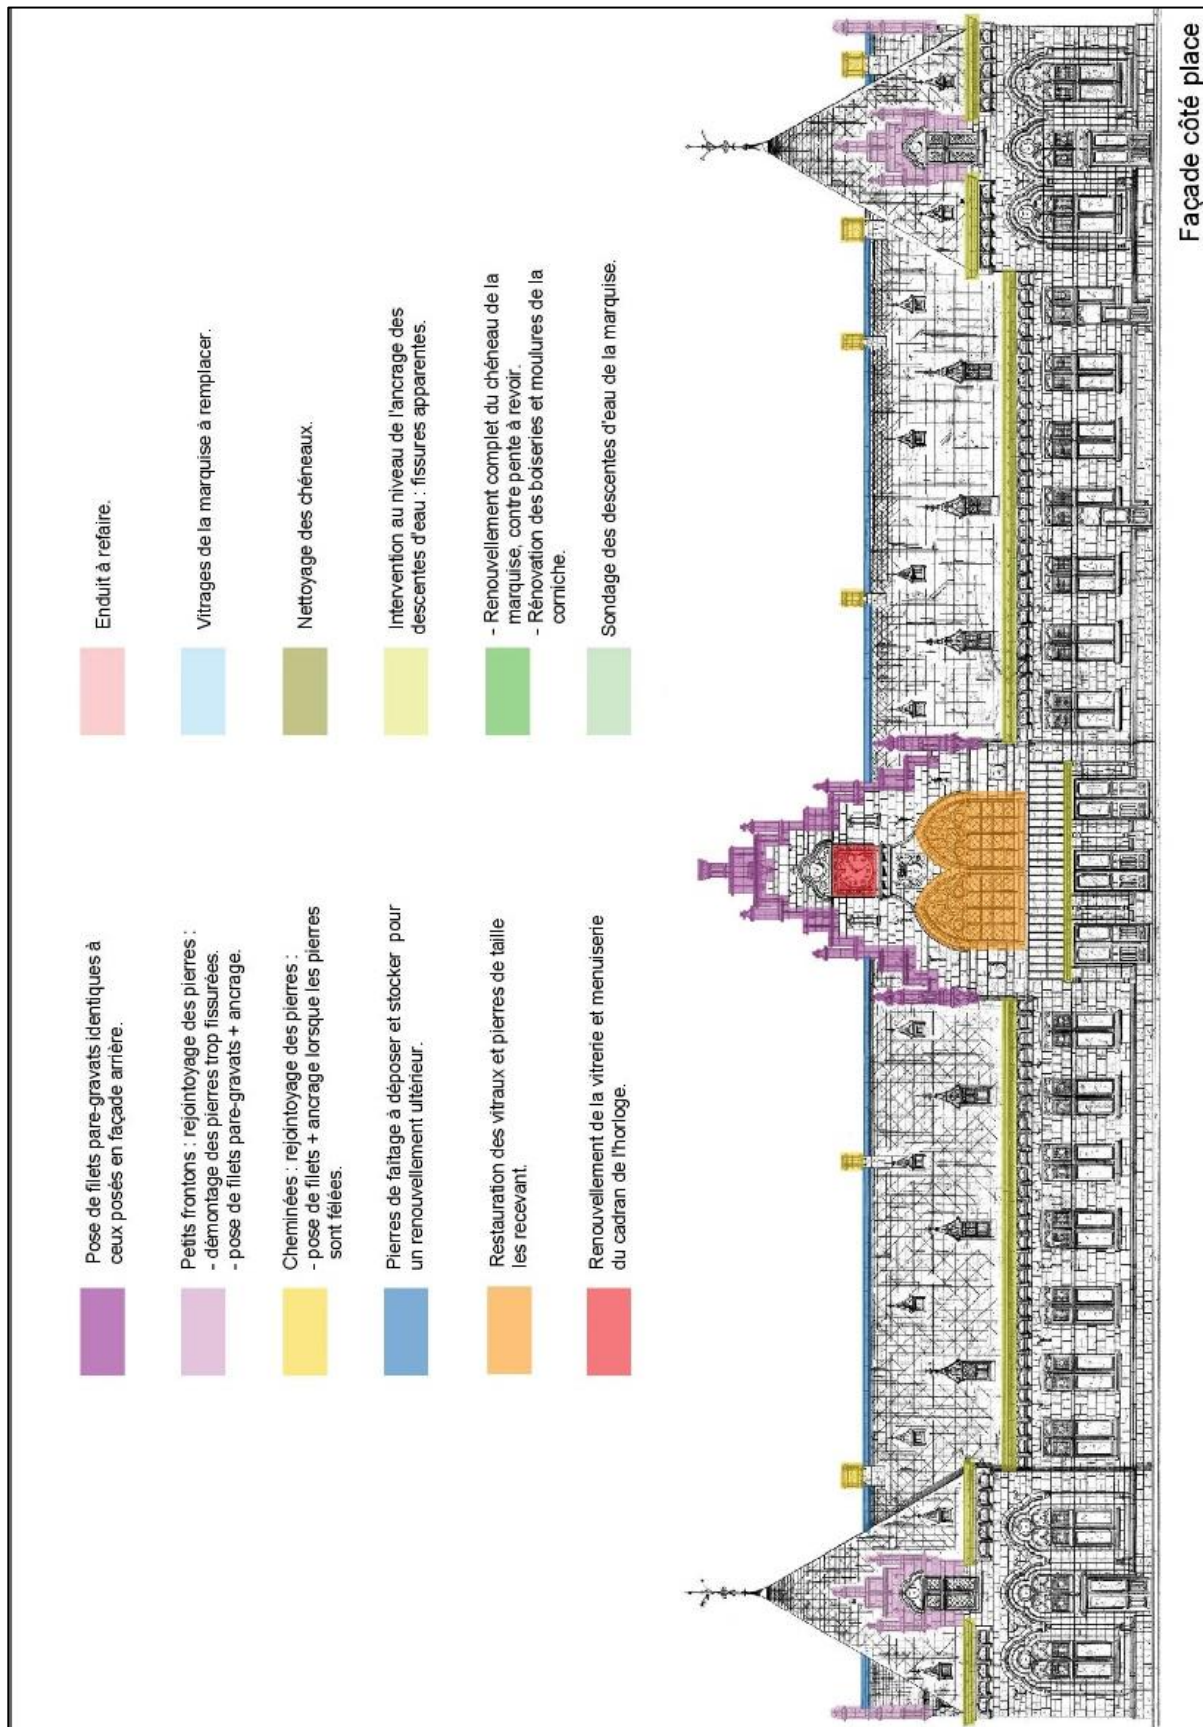 Pose de filets pare-gravats identiques à
ceux posés en façade arrière.
Petits frontons : rejointoyage des pierres :
- démontage des pierres trop fissurées.
- pose de filets pare-gravats + ancrage.
Cheminées : rejointoyage des pierres :
- pose de filets + ancrage lorsque les pierres
sont fêlées.
Pierres de faîtage à déposer et stocker pour
un renouvellement ultérieur.
Restauration des vitraux et pierres de taille
les recevant.
Renouvellement de la vitrerie et menuiserie
du cadran de l'horloge.
Enduit à refaire.
Vitrages de la marquise à remplacer.
Nettoyage des chéneaux.
Intervention au niveau de l'ancrage des
descentes d'eau : fissures apparentes.
- Renouvellement complet du chéneau de la
marquise, contre pente à revoir.
- Rénovation des boiseries et moulures de la
corniche.
Sondage des descentes d'eau de la marquise.
Façade côté place